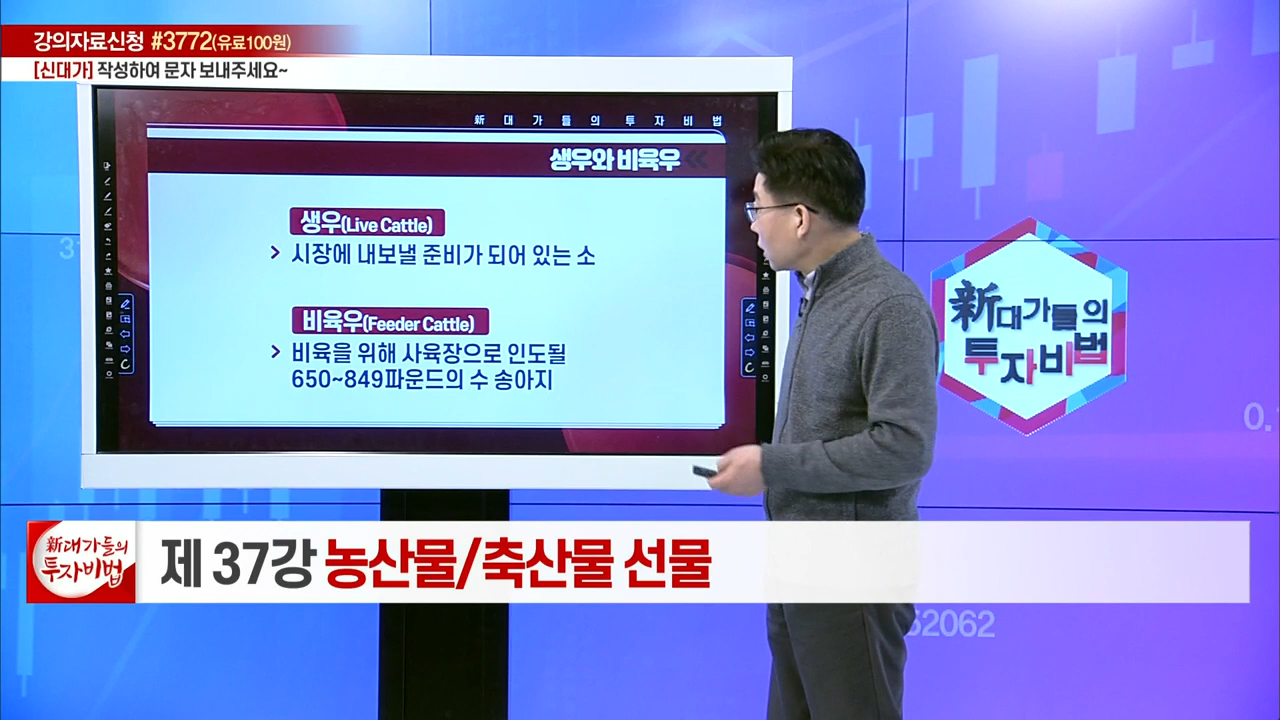 강의자료신청 #3772(유료100원)
[신대가] 작성하여 문자 보내주세요~
新대가들의 투자비법
생우와 비육우
생우(Live Cattle)
> 시장에 내보낼 준비가 되어 있는 소
비육우(Feeder Cattle)
> 비육을 위해 사육장으로 인도될
650~849파운드의 수 송아지
新대가들의
투자비법
0.
新대가들의
투자비법
제 37강 농산물/축산물 선물
52062